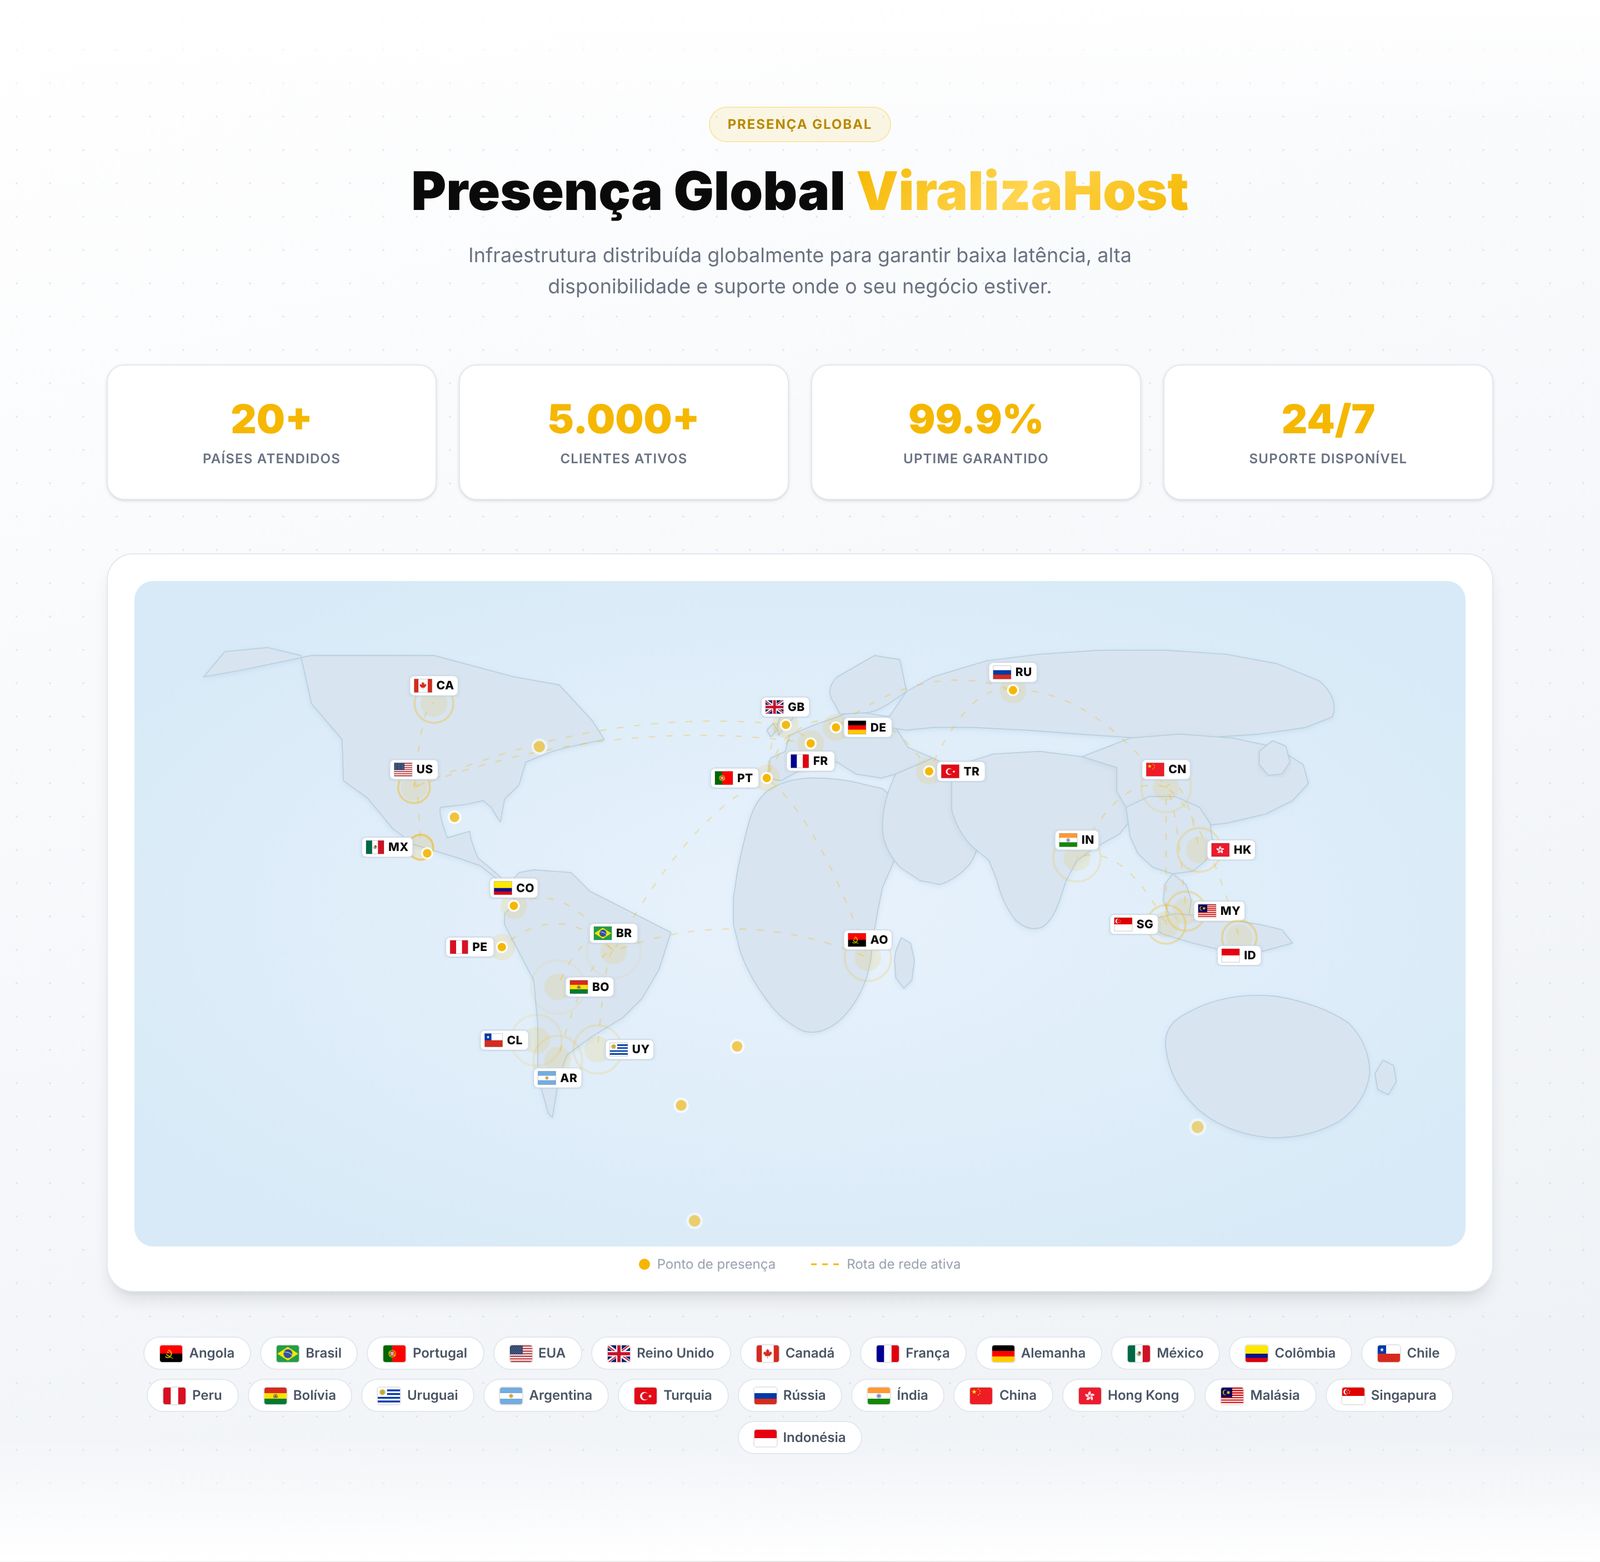 PRESENÇA GLOBAL
Presença Global ViralizaHost
Infraestrutura distribuída globalmente para garantir baixa latência, alta
disponibilidade e suporte onde o seu negócio estiver.
20+
PAÍSES ATENDIDOS
5.000+
CLIENTES ATIVOS
99.9%
UPTIME GARANTIDO
24/7
SUPORTE DISPONÍVEL
RU
CA
GB
DE
FR
US
PT
TR
CN
IN
MX
HK
CO
MY
SG
BR
AO
PE
ID
BO
CL
UY
AR
Ponto de presença
Rota de rede ativa
Angola
Brasil
Portugal
EUA
Reino Unido
Canadá
França
Alemanha
México
Colômbia
Chile
Peru
Bolívia
Uruguai
Argentina
Turquia
Rússia
Índia
China
Hong Kong
Malásia
Singapura
Indonésia